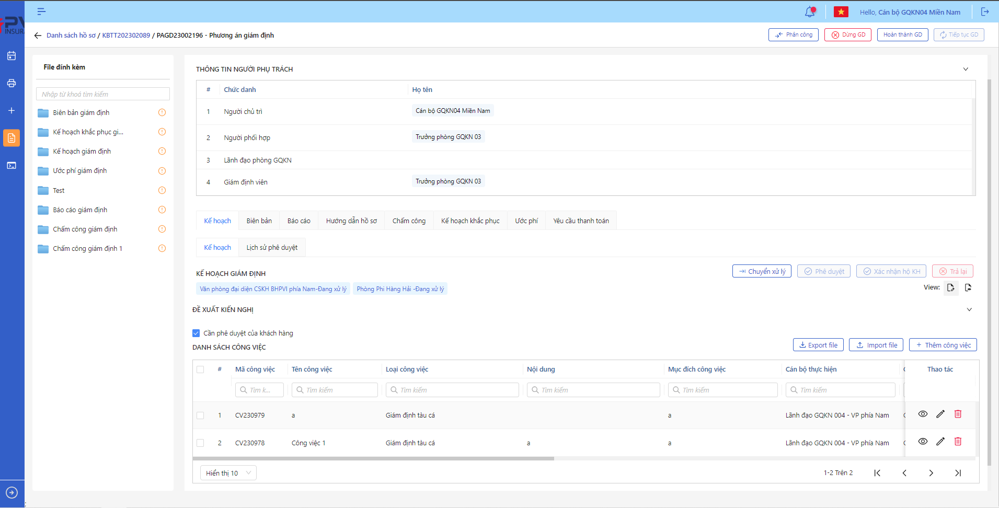 Hello, Cán bộ GQKN04 Miền Nam
PV
INSURA
Danh sách hồ sơ / KBTT202302089 / PAGD23002196 - Phương án giám định
Phân công
Dừng GD
Hoàn thành GD
Tiếp tục GD
File đính kèm
Nhập từ khoá tìm kiếm
Biên bản giám định
Kế hoạch khắc phục gi...
Kế hoạch giám định
Ước phí giám định
Test
Báo cáo giám định
Chấm công giám định
Chấm công giám định 1
THÔNG TIN NGƯỜI PHỤ TRÁCH
# Chức danh Họ tên
1 Người chủ trì Cán bộ GQKN04 Miền Nam
2 Người phối hợp Trưởng phòng GQKN 03
3 Lãnh đạo phòng GQKN
4 Giám định viên Trưởng phòng GQKN 03
Kế hoạch Biên bản Báo cáo Hướng dẫn hồ sơ Chấm công Kế hoạch khắc phục Ước phí Yêu cầu thanh toán
Kế hoạch Lịch sử phê duyệt
KẾ HOẠCH GIÁM ĐỊNH
Chuyển xử lý
Phê duyệt
Xác nhận hộ KH
Trả lại
Văn phòng đại diện CSKH BHPVI phía Nam-Đang xử lý
Phòng Phi Hàng Hải -Đang xử lý
View:
ĐỀ XUẤT KIẾN NGHỊ
Cần phê duyệt của khách hàng
DANH SÁCH CÔNG VIỆC
Export file
Import file
+ Thêm công việc
# Mã công việc Tên công việc Loại công việc Nội dung Mục đích công việc Cán bộ thực hiện Thao tác
Tìm k... Tìm kiếm Tìm kiếm Tìm kiếm Tìm kiếm Tìm kiếm
1 CV230979 a Giám định tàu cá a Lãnh đạo GQKN 004 - VP phía Nam
2 CV230978 Công việc 1 Giám định tàu cá a a Lãnh đạo GQKN 004 - VP phía Nam
Hiển thị 10
1-2 Trên 2
;